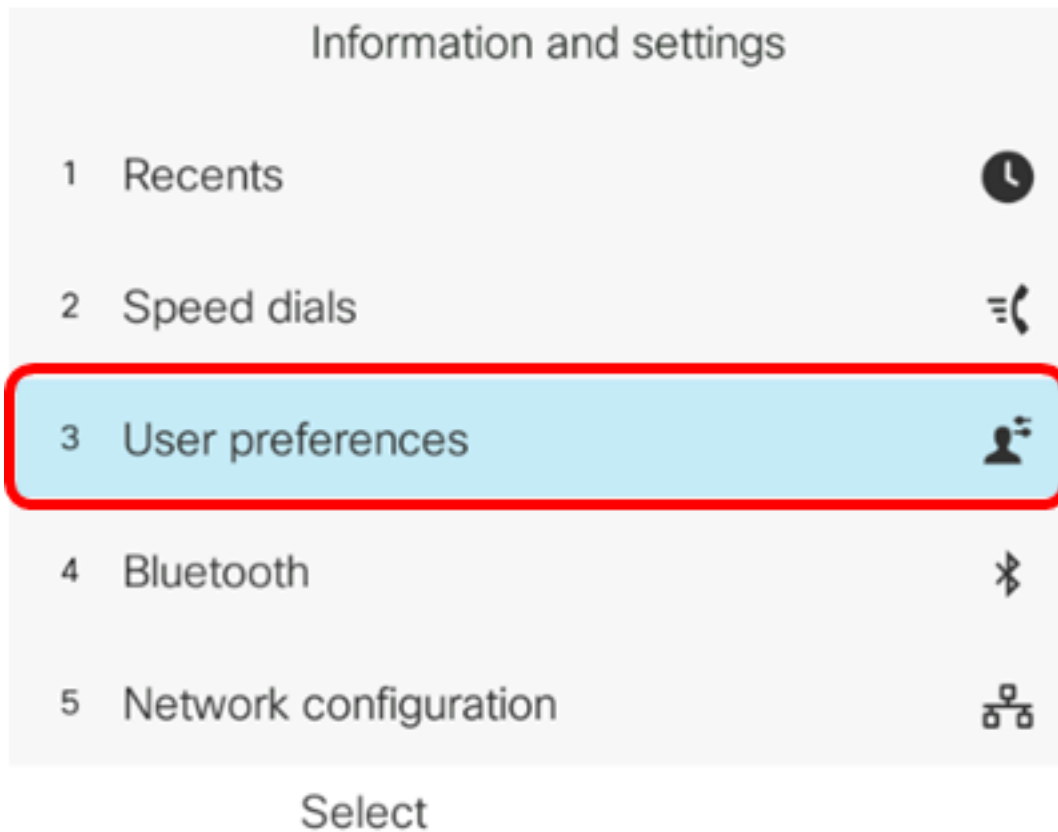 Information and settings
1 Recents
2 Speed dials
3 User preferences
4 Bluetooth
5 Network configuration
Select